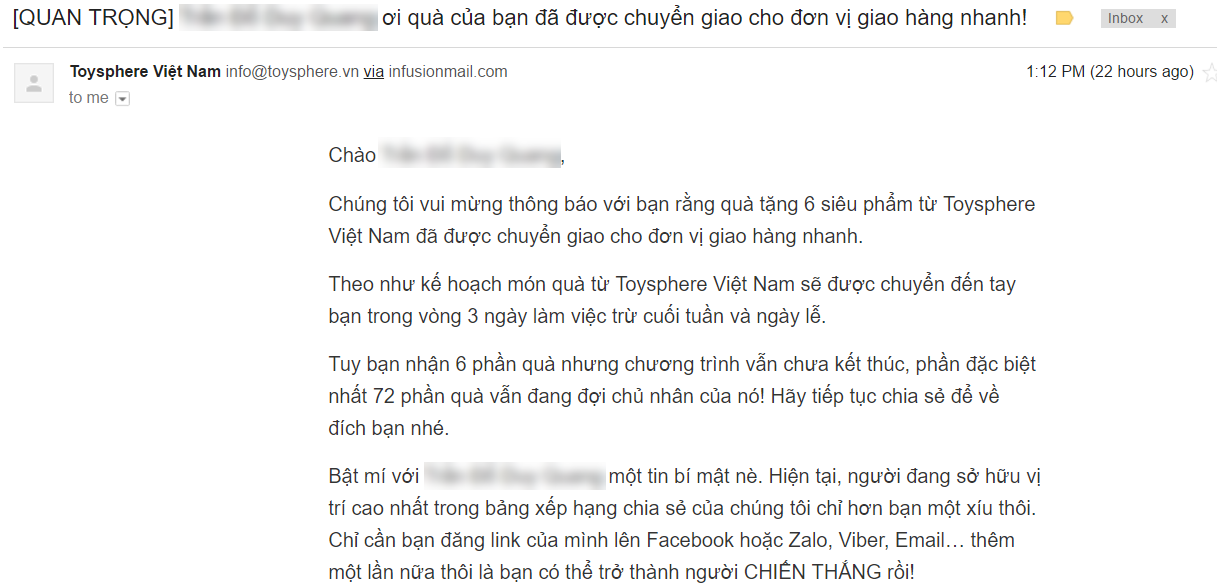 [QUAN TRỌNG] ơi quà của bạn đã được chuyển giao cho đơn vị giao hàng nhanh! Inbox x
Toysphere Việt Nam info@toysphere.vn via infusionmail.com 1:12 PM (22 hours ago)
to me
Chào ,
Chúng tôi vui mừng thông báo với bạn rằng quà tặng 6 siêu phẩm từ Toysphere
Việt Nam đã được chuyển giao cho đơn vị giao hàng nhanh.
Theo như kế hoạch món quà từ Toysphere Việt Nam sẽ được chuyển đến tay
bạn trong vòng 3 ngày làm việc trừ cuối tuần và ngày lễ.
Tuy bạn nhận 6 phần quà nhưng chương trình vẫn chưa kết thúc, phần đặc biệt
nhất 72 phần quà vẫn đang đợi chủ nhân của nó! Hãy tiếp tục chia sẻ để về
đích bạn nhé.
Bật mí với một tin bí mật nè. Hiện tại, người đang sở hữu vị
trí cao nhất trong bảng xếp hạng chia sẻ của chúng tôi chỉ hơn bạn một xíu thôi.
Chỉ cần bạn đăng link của mình lên Facebook hoặc Zalo, Viber, Email… thêm
một lần nữa thôi là bạn có thể trở thành người CHIẾN THẮNG rồi!